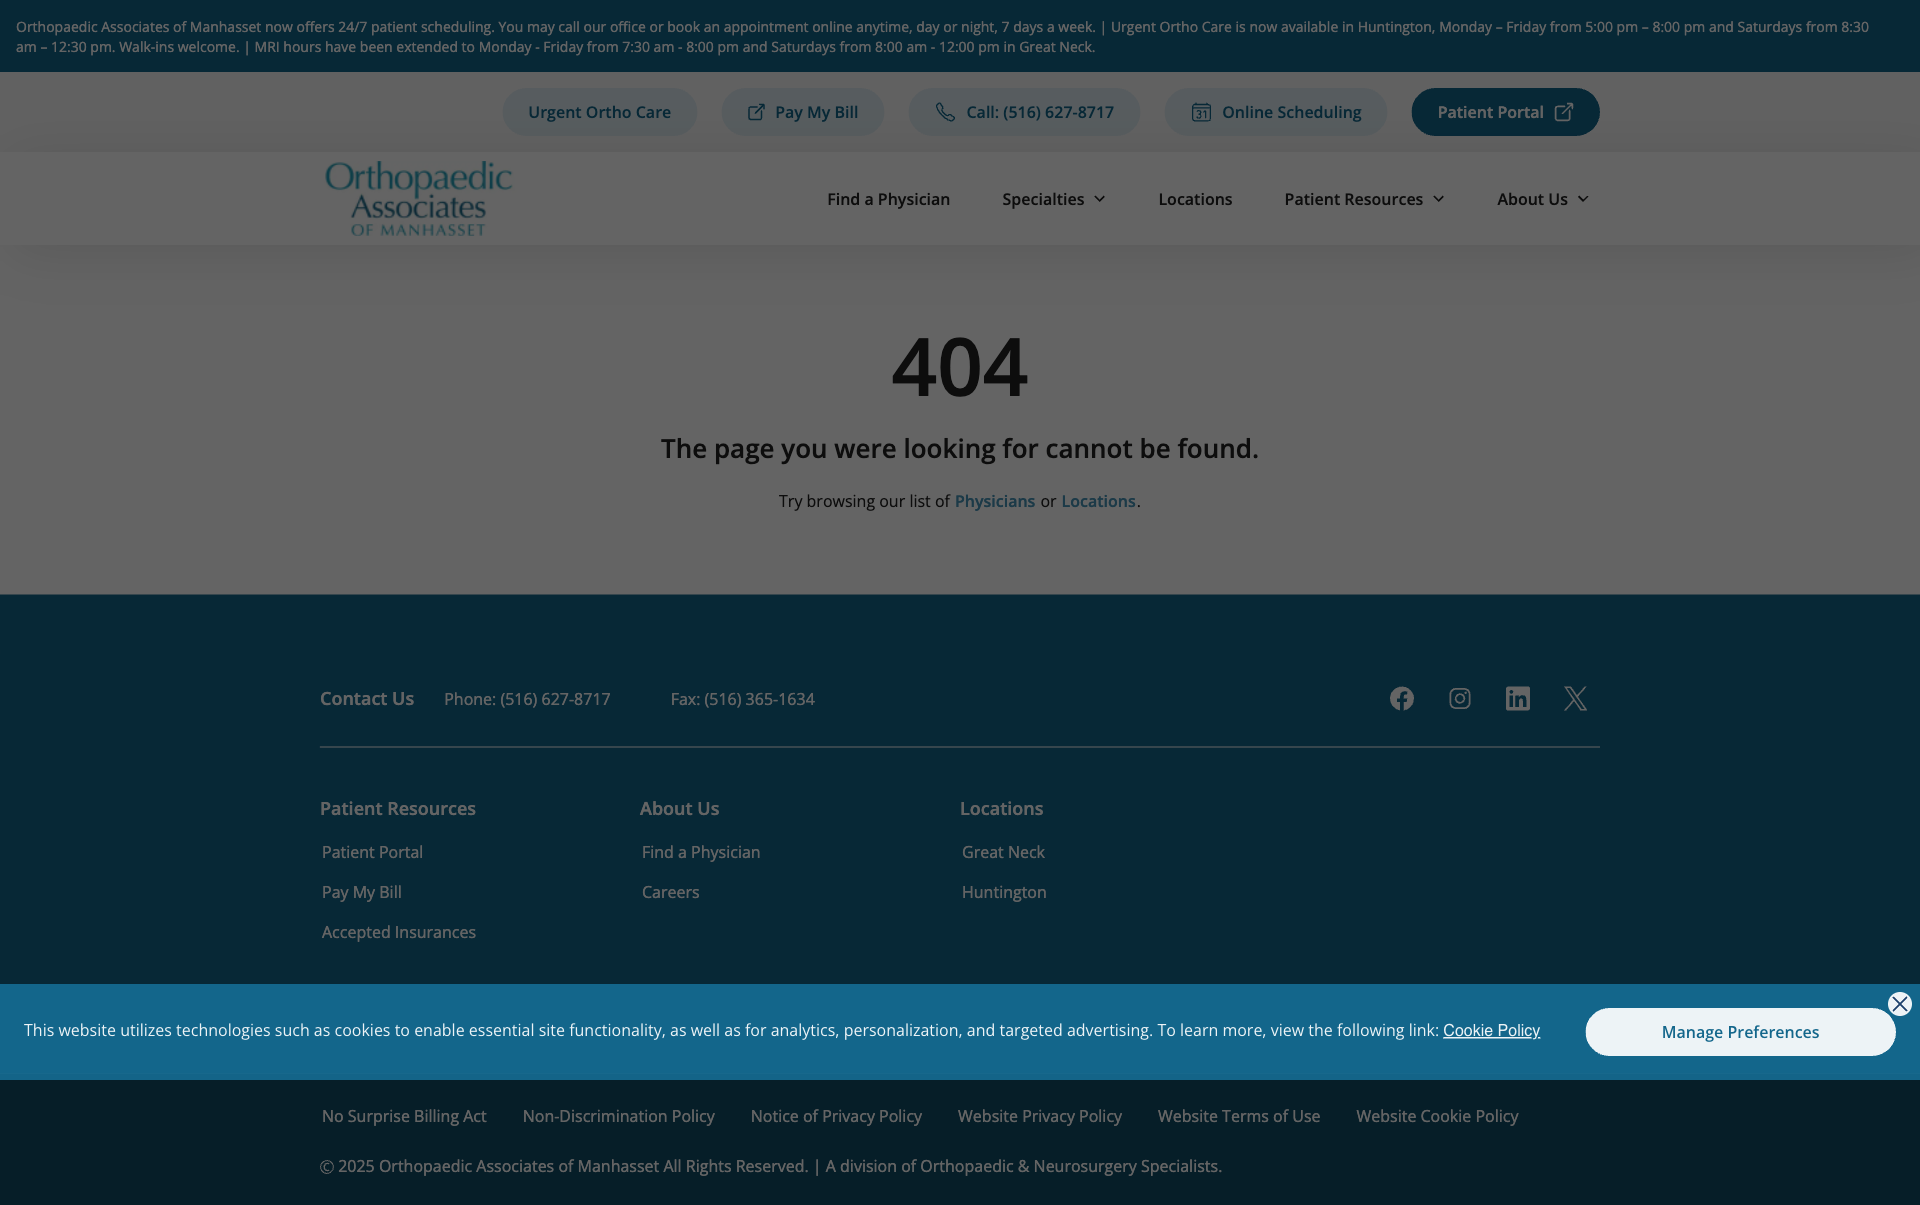 Orthopaedic Associates of Manhasset now offers 24/7 patient scheduling. You may call our office or book an appointment online anytime, day or night, 7 days a week. | Urgent Ortho Care is now available in Huntington, Monday – Friday from 5:00 pm – 8:00 pm and Saturdays from 8:30
am – 12:30 pm. Walk-ins welcome. | MRI hours have been extended to Monday - Friday from 7:30 am - 8:00 pm and Saturdays from 8:00 am - 12:00 pm in Great Neck.
Urgent Ortho Care
Pay My Bill
Call: (516) 627-8717
31
Online Scheduling
Patient Portal
Orthopaedic
Associates
OF MANHASSET
Find a Physician
Specialties
Locations
Patient Resources
About Us
404
The page you were looking for cannot be found.
Try browsing our list of Physicians or Locations.
Contact Us
Phone: (516) 627-8717
Fax: (516) 365-1634
Patient Resources
Patient Portal
Pay My Bill
Accepted Insurances
About Us
Find a Physician
Careers
Locations
Great Neck
Huntington
This website utilizes technologies such as cookies to enable essential site functionality, as well as for analytics, personalization, and targeted advertising. To learn more, view the following link: Cookie Policy
Manage Preferences
No Surprise Billing Act
Non-Discrimination Policy
Notice of Privacy Policy
Website Privacy Policy
Website Terms of Use
Website Cookie Policy
© 2025 Orthopaedic Associates of Manhasset All Rights Reserved. | A division of Orthopaedic & Neurosurgery Specialists.